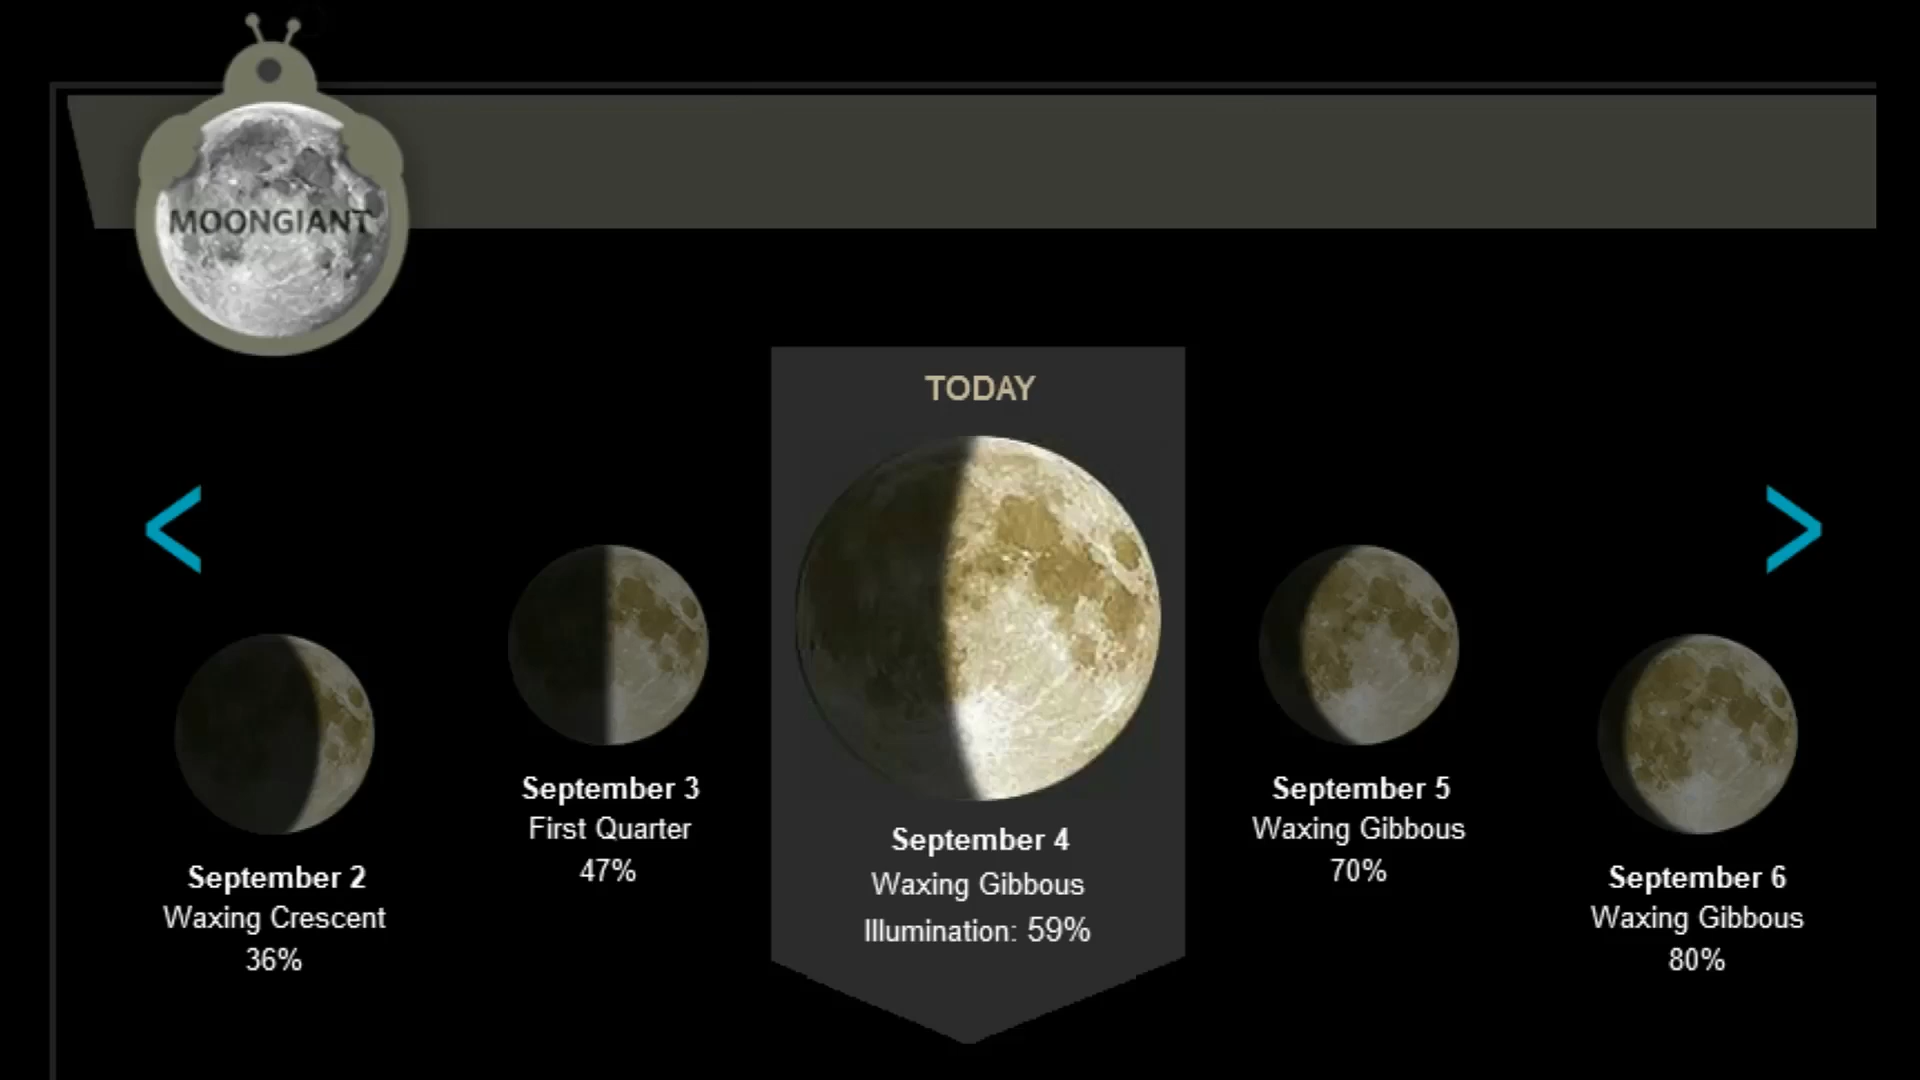 MOONGIANT
TODAY
September 2
Waxing Crescent
36%
September 3
First Quarter
47%
September 4
Waxing Gibbous
Illumination: 59%
September 5
Waxing Gibbous
70%
September 6
Waxing Gibbous
80%